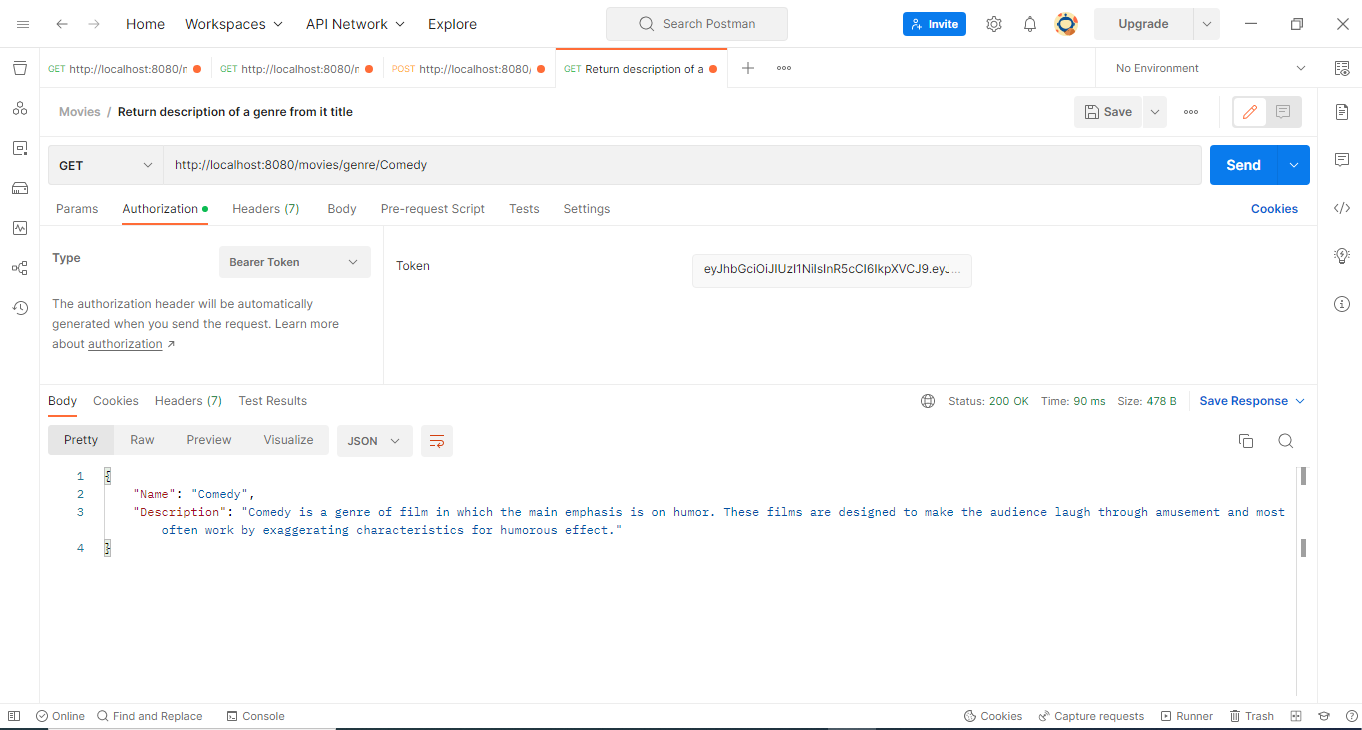 Home Workspaces API Network Explore Search Postman Invite Upgrade
GET http://localhost:8080/r GET http://localhost:8080/r POST http://localhost:8080/ GET Return description of a No Environment
Movies / Return description of a genre from it title Save
GET http://localhost:8080/movies/genre/Comedy Send
Params Authorization Headers (7) Body Pre-request Script Tests Settings Cookies
Type Bearer Token Token eyJhbGciOiJIUzI1NiIsInR5cCI6IkpXVCJ9.eyJ...
The authorization header will be automatically
generated when you send the request. Learn more
about authorization ↗
Body Cookies Headers (7) Test Results Status: 200 OK Time: 90 ms Size: 478 B Save Response
Pretty Raw Preview Visualize JSON
1 {
2 "Name": "Comedy",
3 "Description": "Comedy is a genre of film in which the main emphasis is on humor. These films are designed to make the audience laugh through amusement and most
often work by exaggerating characteristics for humorous effect."
4 }
Online Find and Replace Console Cookies Capture requests Runner Trash